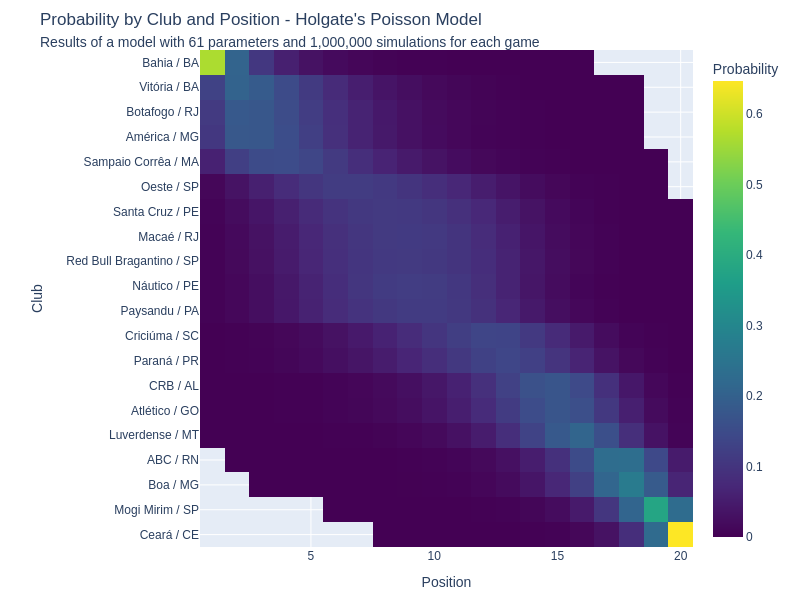 Probability by Club and Position - Holgate's Poisson Model
Results of a model with 61 parameters and 1,000,000 simulations for each game
Probability
Bahia / BA
Vitória / BA
Botafogo / RJ
América / MG
Sampaio Corrêa / MA
Oeste / SP
Santa Cruz / PE
Macaé / RJ
Red Bull Bragantino / SP
Náutico / PE
Paysandu / PA
Criciúma / SC
Paraná / PR
CRB / AL
Atlético / GO
Luverdense / MT
ABC / RN
Boa / MG
Mogi Mirim / SP
Ceará / CE
Club
0.6
0.5
0.4
0.3
0.2
0.1
0
5
10
15
20
Position